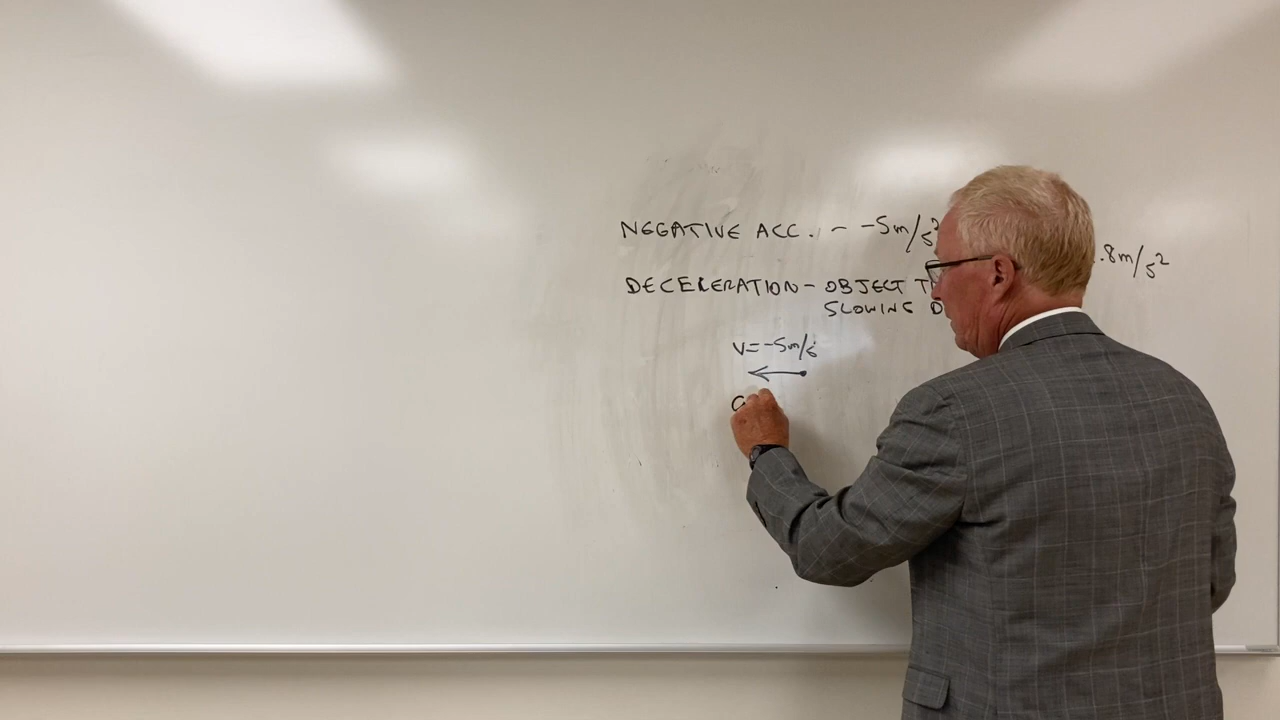 NEGATIVE ACC. - -5m/s² .8m/s²
DECELERATION - OBJECT
SLOWING
v = -5m/s
a